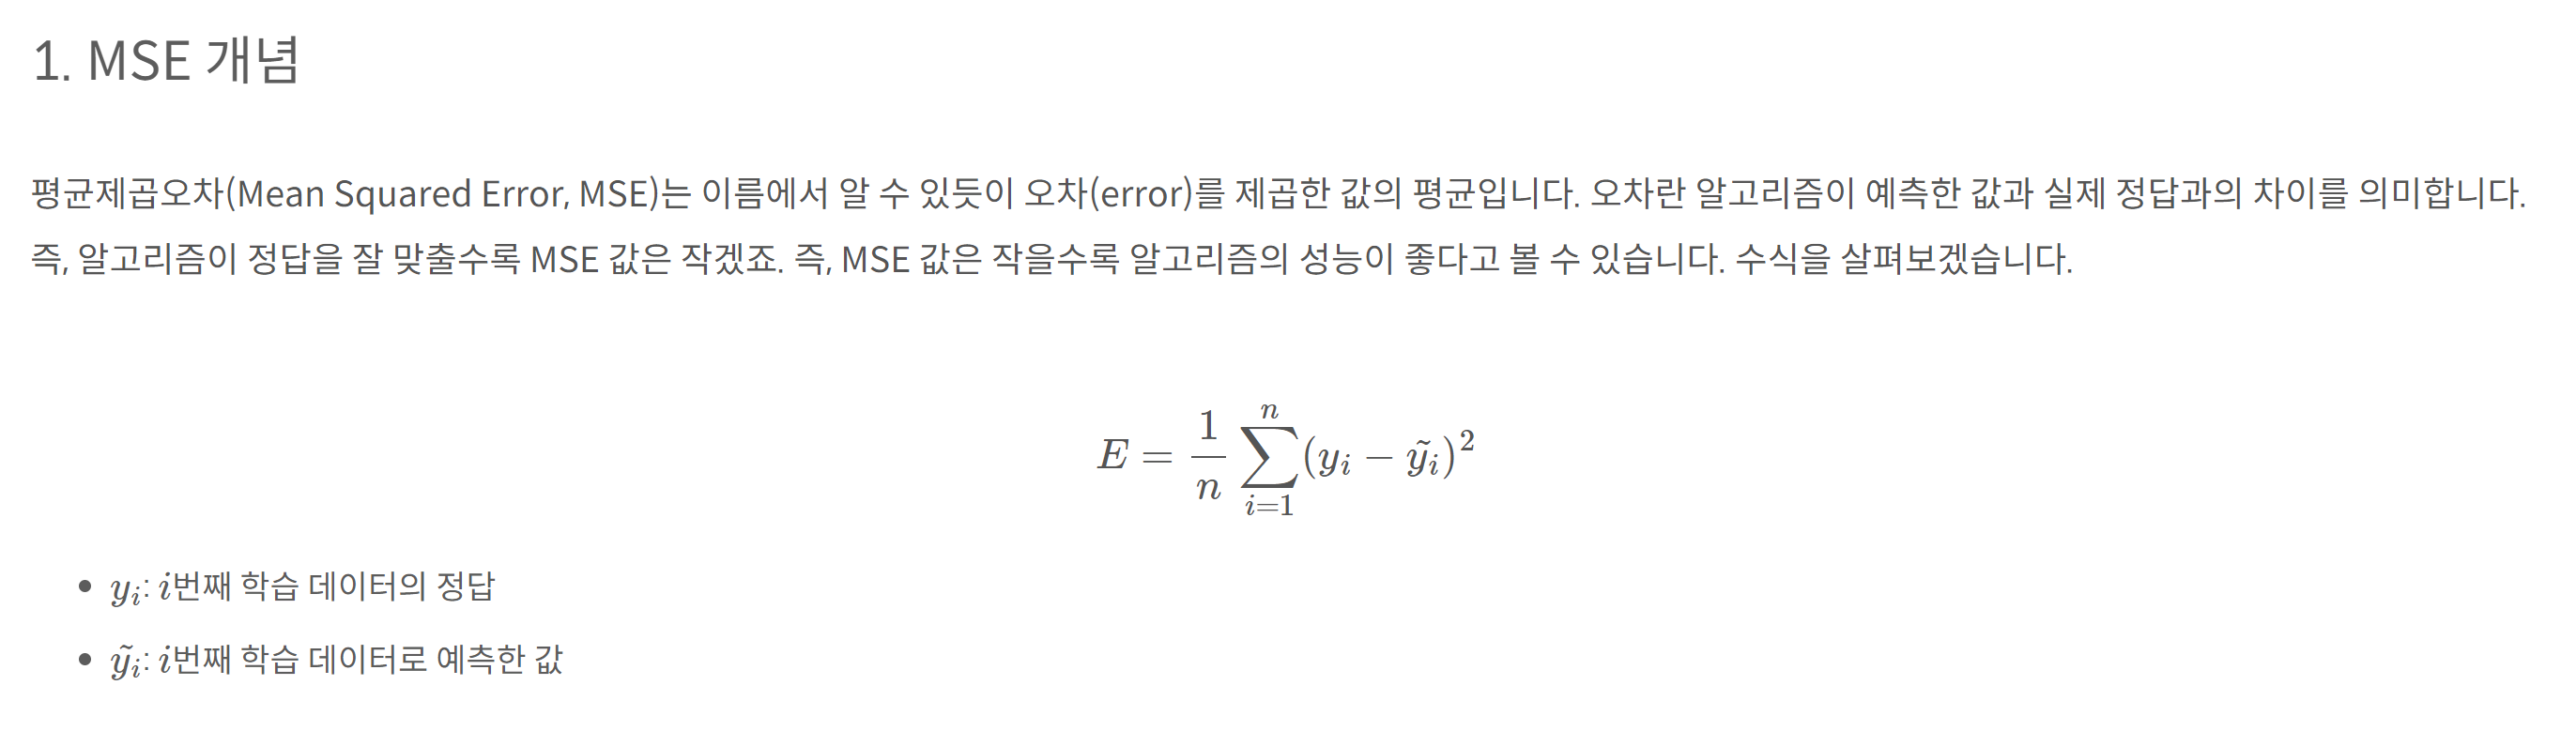 1. MSE 개념
평균제곱오차(Mean Squared Error, MSE)는 이름에서 알 수 있듯이 오차(error)를 제곱한 값의 평균입니다. 오차란 알고리즘이 예측한 값과 실제 정답과의 차이를 의미합니다.
즉, 알고리즘이 정답을 잘 맞출수록 MSE 값은 작겠죠. 즉, MSE 값은 작을수록 알고리즘의 성능이 좋다고 볼 수 있습니다. 수식을 살펴보겠습니다.
$E = \frac{1}{n} \sum_{i=1}^{n} (y_i - \tilde{y_i})^2$
• $y_i$: $i$번째 학습 데이터의 정답
• $\tilde{y_i}$: $i$번째 학습 데이터로 예측한 값